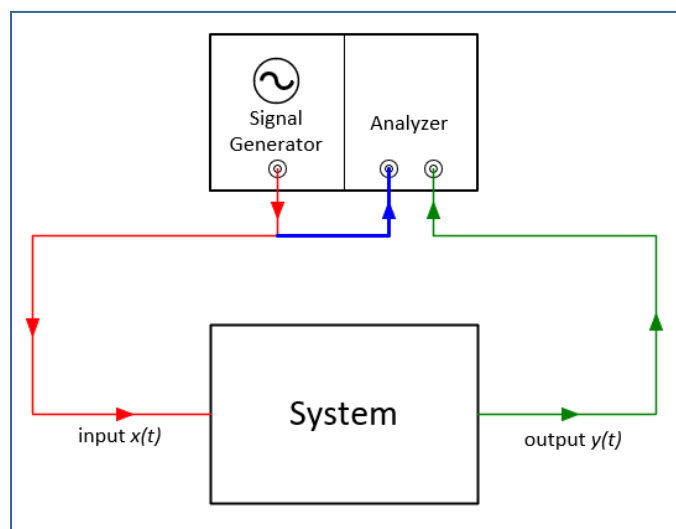 Signal
Generator
Analyzer
System
input x(t)
output y(t)